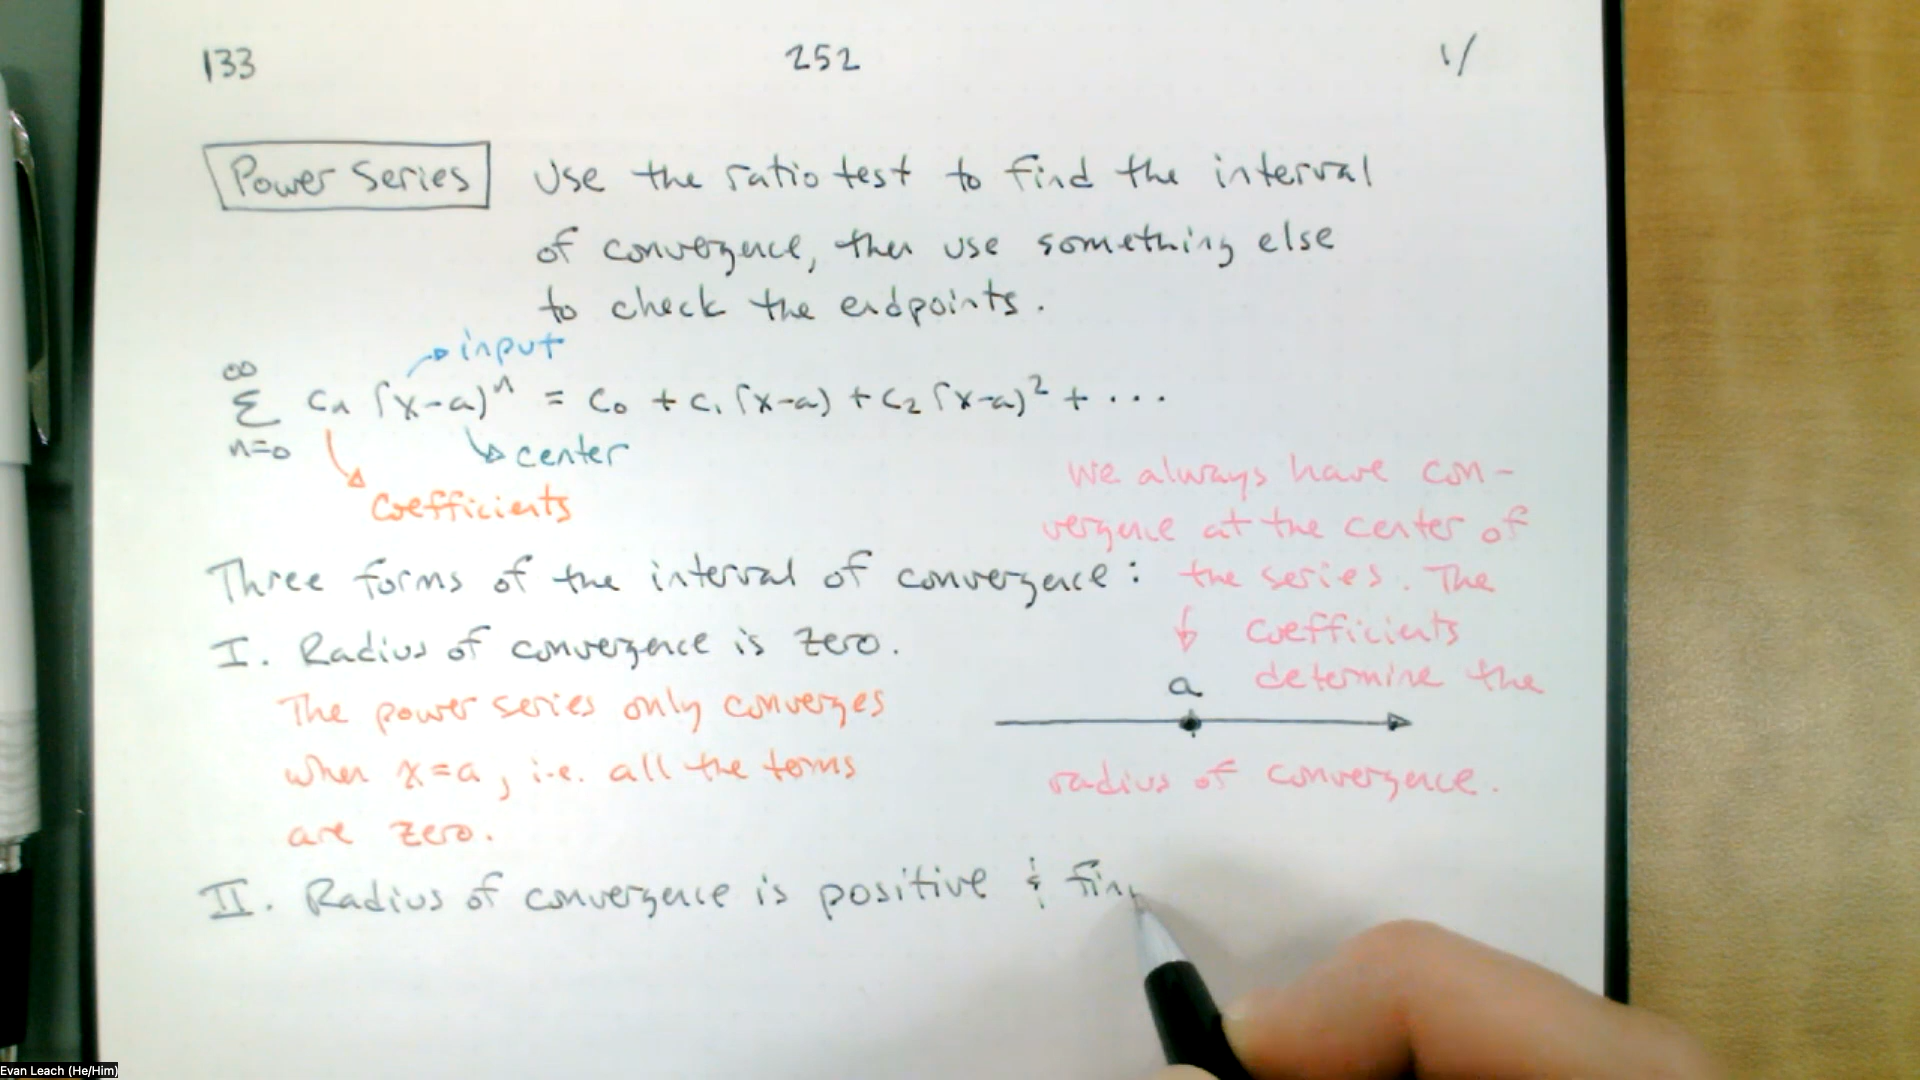 133 252 1/
Power Series Use the ratio test to find the interval
of convergence, then use something else
to check the endpoints.
input
∞
Σ cₙ (x-a)ⁿ = c₀ + c₁(x-a) + c₂(x-a)² + ...
n=0
center
coefficients
We always have con-
vergence at the center of
the series. The
coefficients
determine the
radius of convergence.
Three forms of the interval of convergence:
I. Radius of convergence is zero.
a
The power series only converges
when x=a, i.e. all the terms
are zero.
II. Radius of convergence is positive & fin
Evan Leach (He/Him)